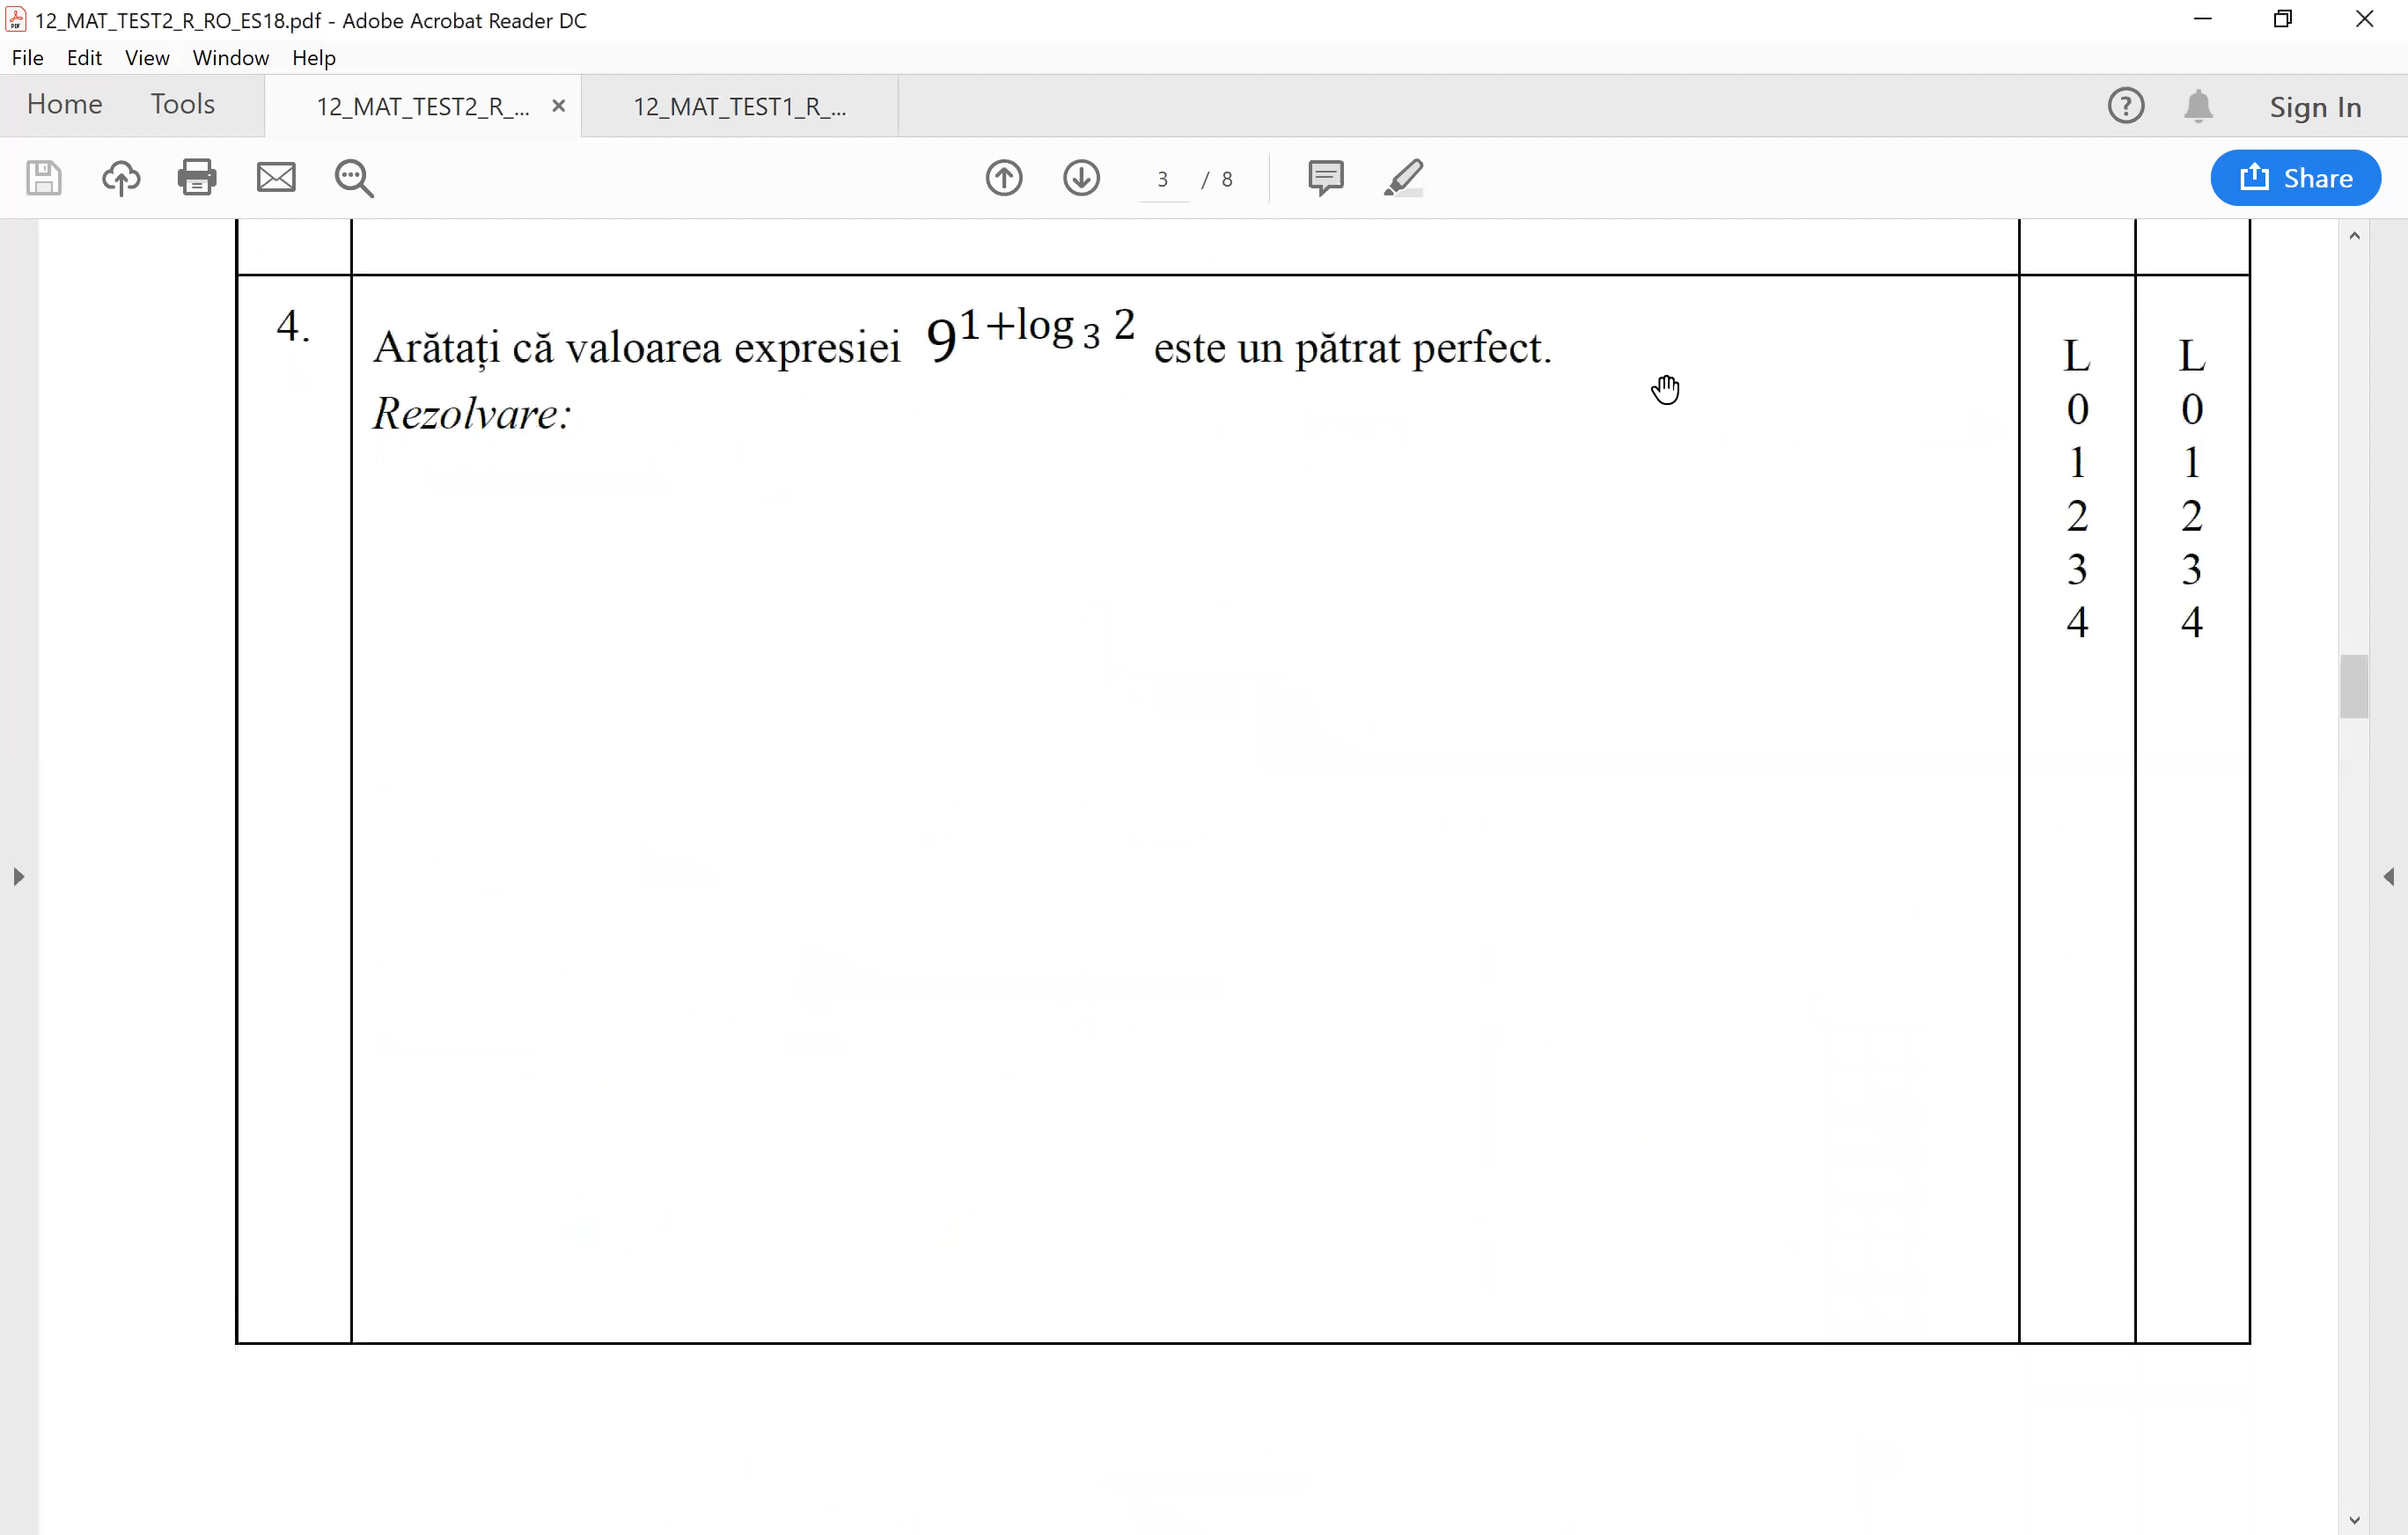 12_MAT_TEST2_R_RO_ES18.pdf - Adobe Acrobat Reader DC
File Edit View Window Help
Home Tools 12_MAT_TEST2_R_... × 12_MAT_TEST1_R_... ? Sign In
3 / 8 Share
4. Arătați că valoarea expresiei 9^{1+log_3 2} este un pătrat perfect.
Rezolvare:
L L
0 0
1 1
2 2
3 3
4 4